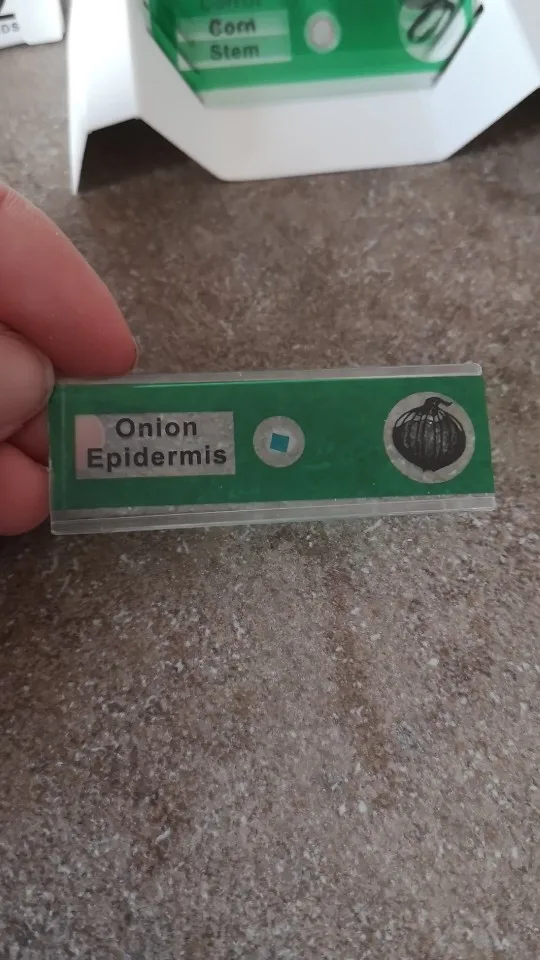 Corn
Stem
Onion
Epidermis